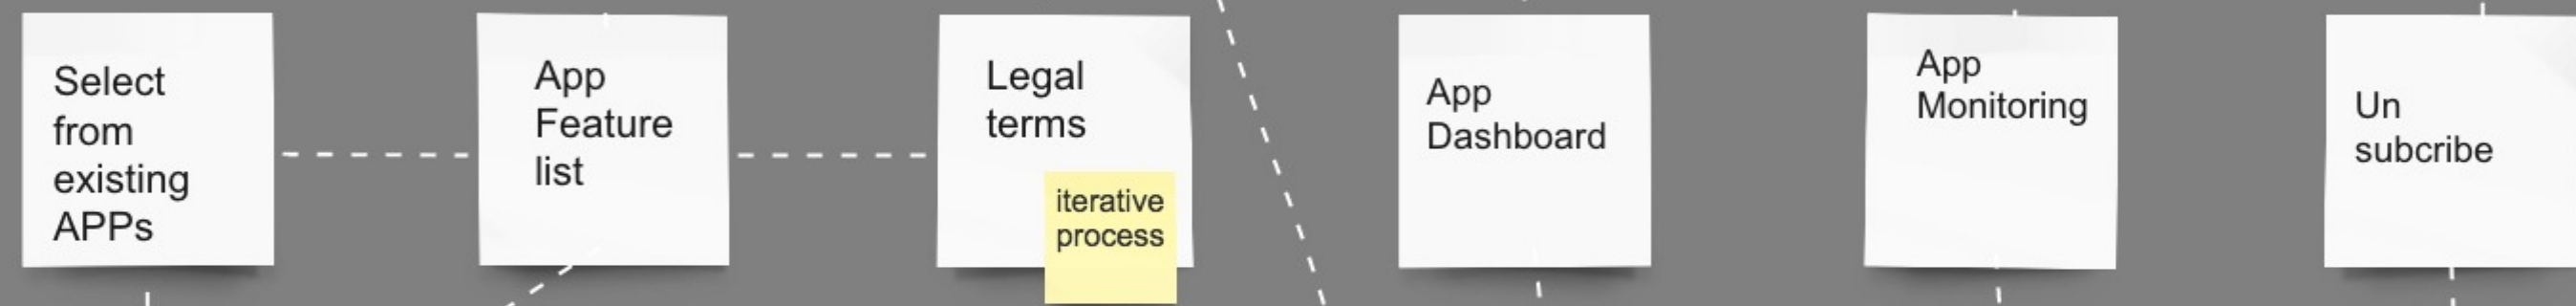 Select
from
existing
APPs
App
Feature
list
Legal
terms
iterative
process
App
Dashboard
App
Monitoring
Un
subcribe